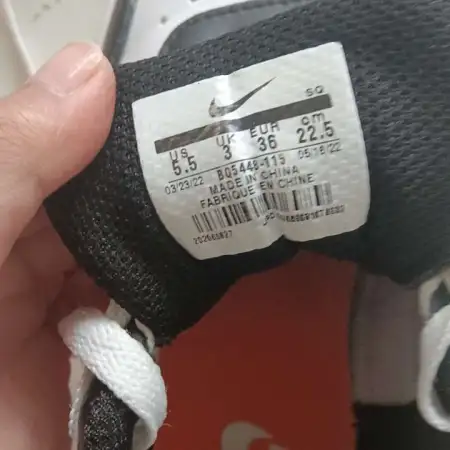 SQ
US UK EUR cm
5.5 3 36 22.5
03/23/22 BQ5448-115 05/18/22
MADE IN CHINA
FABRIQUE EN CHINE